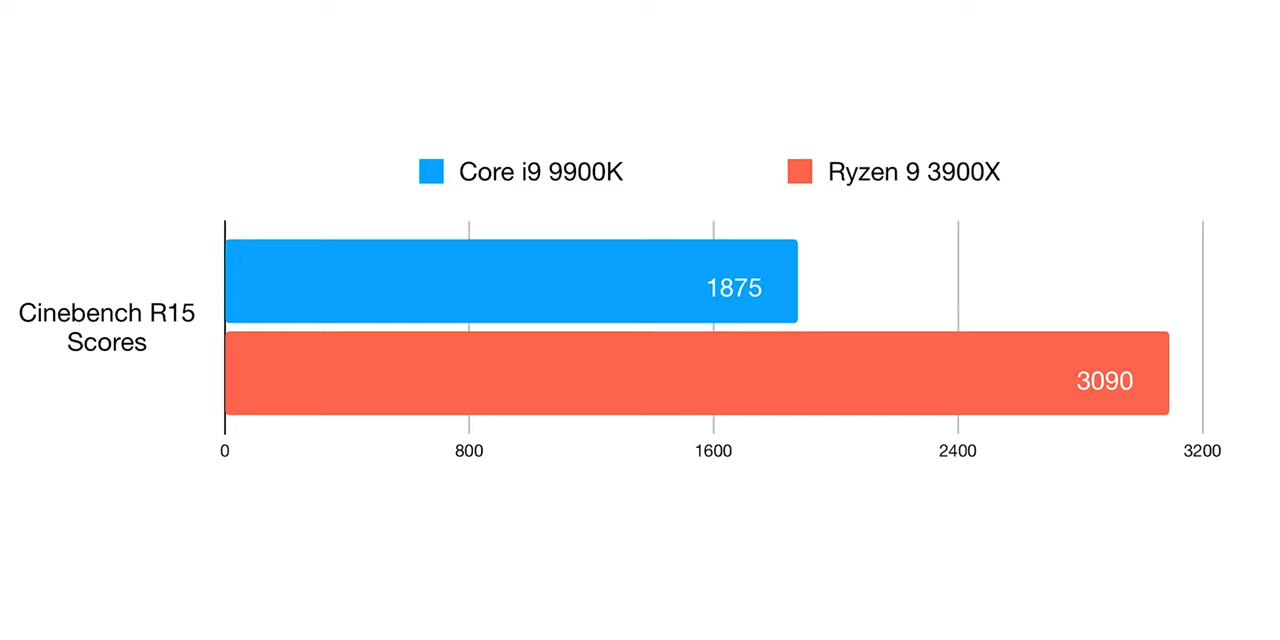 Core i9 9900K
Ryzen 9 3900X
Cinebench R15
Scores
1875
3090
0
800
1600
2400
3200